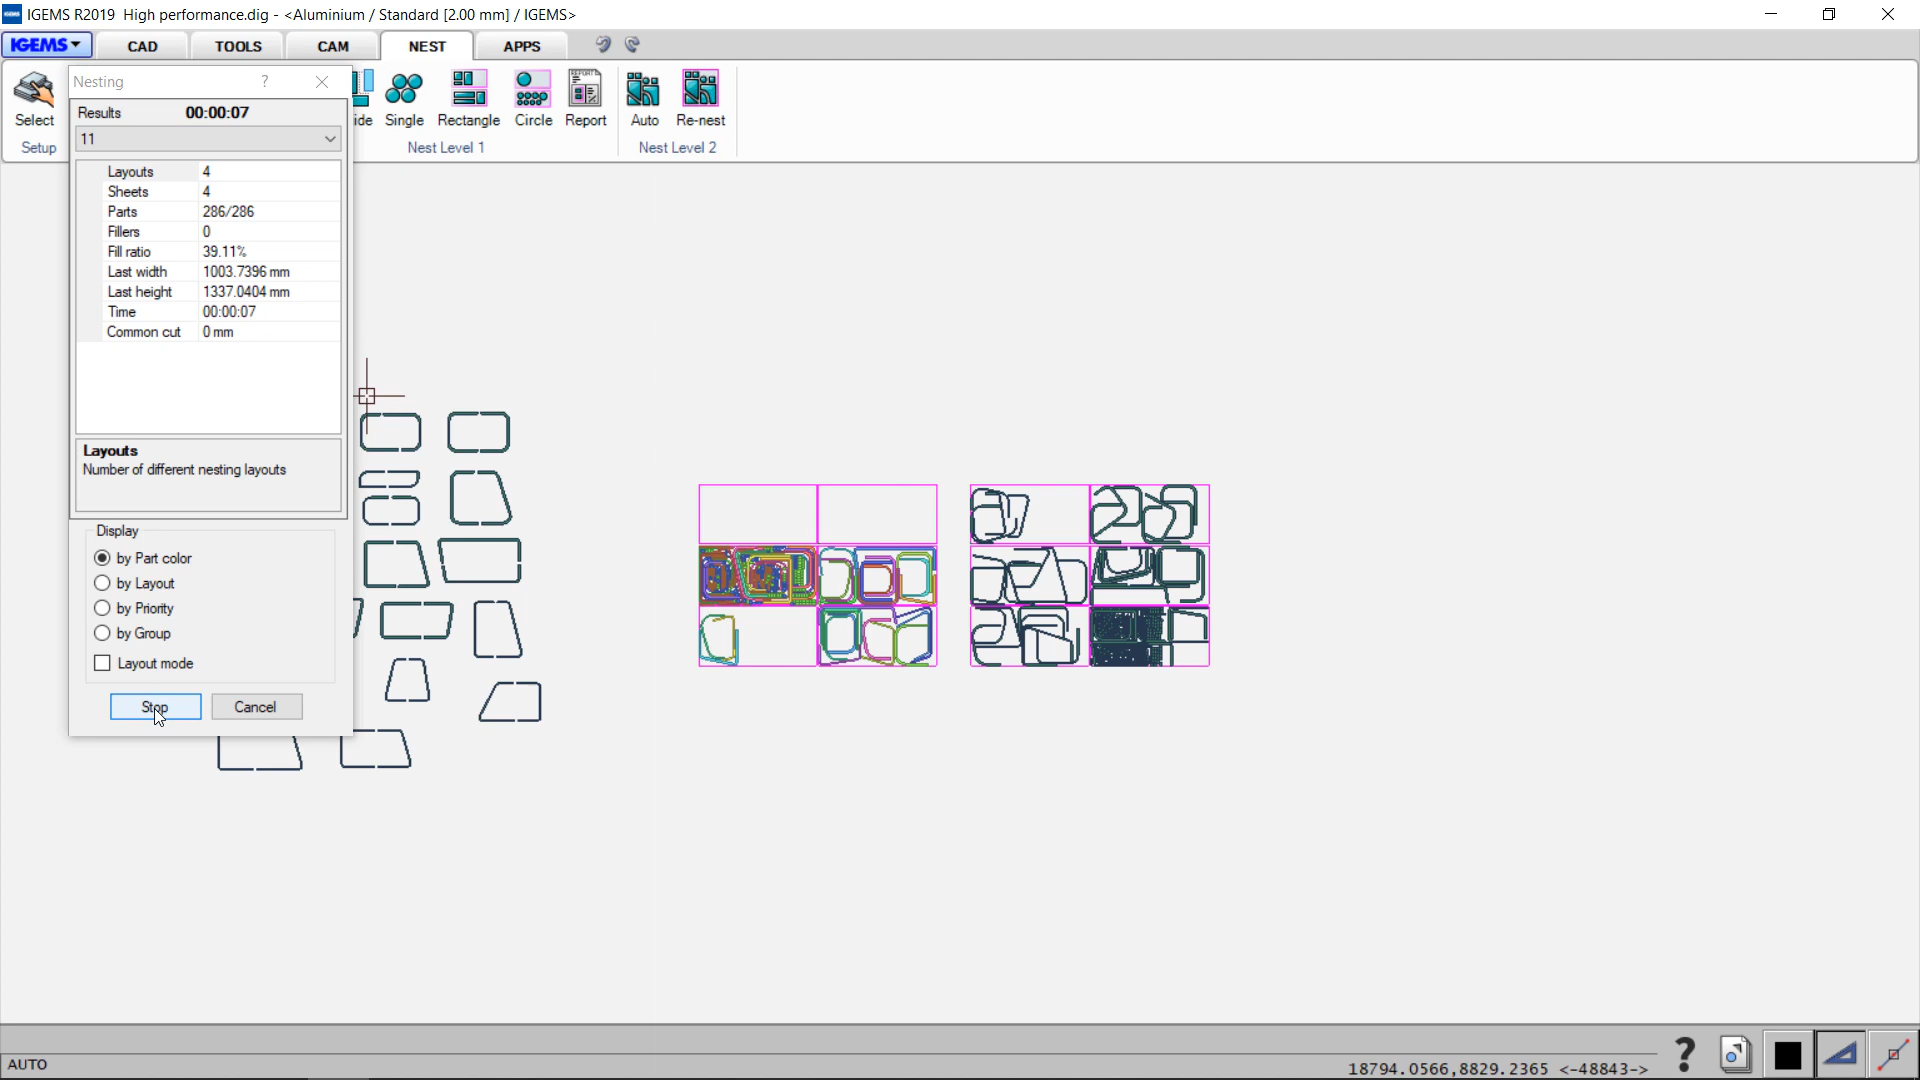 IGEMS R2019 High performance.dig - <Aluminium / Standard [2.00 mm] / IGEMS>
IGEMS CAD TOOLS CAM NEST APPS
Select
Setup
ide Single Rectangle Circle Report
Nest Level 1
Auto Re-nest
Nest Level 2
REPORT
Nesting ?
Results 00:00:07
11
Layouts 4
Sheets 4
Parts 286/286
Fillers 0
Fill ratio 39.11%
Last width 1003.7396 mm
Last height 1337.0404 mm
Time 00:00:07
Common cut 0 mm
Layouts
Number of different nesting layouts
Display
by Part color
by Layout
by Priority
by Group
Layout mode
Stop Cancel
AUTO
18794.0566,8829.2365 <-48843->
?